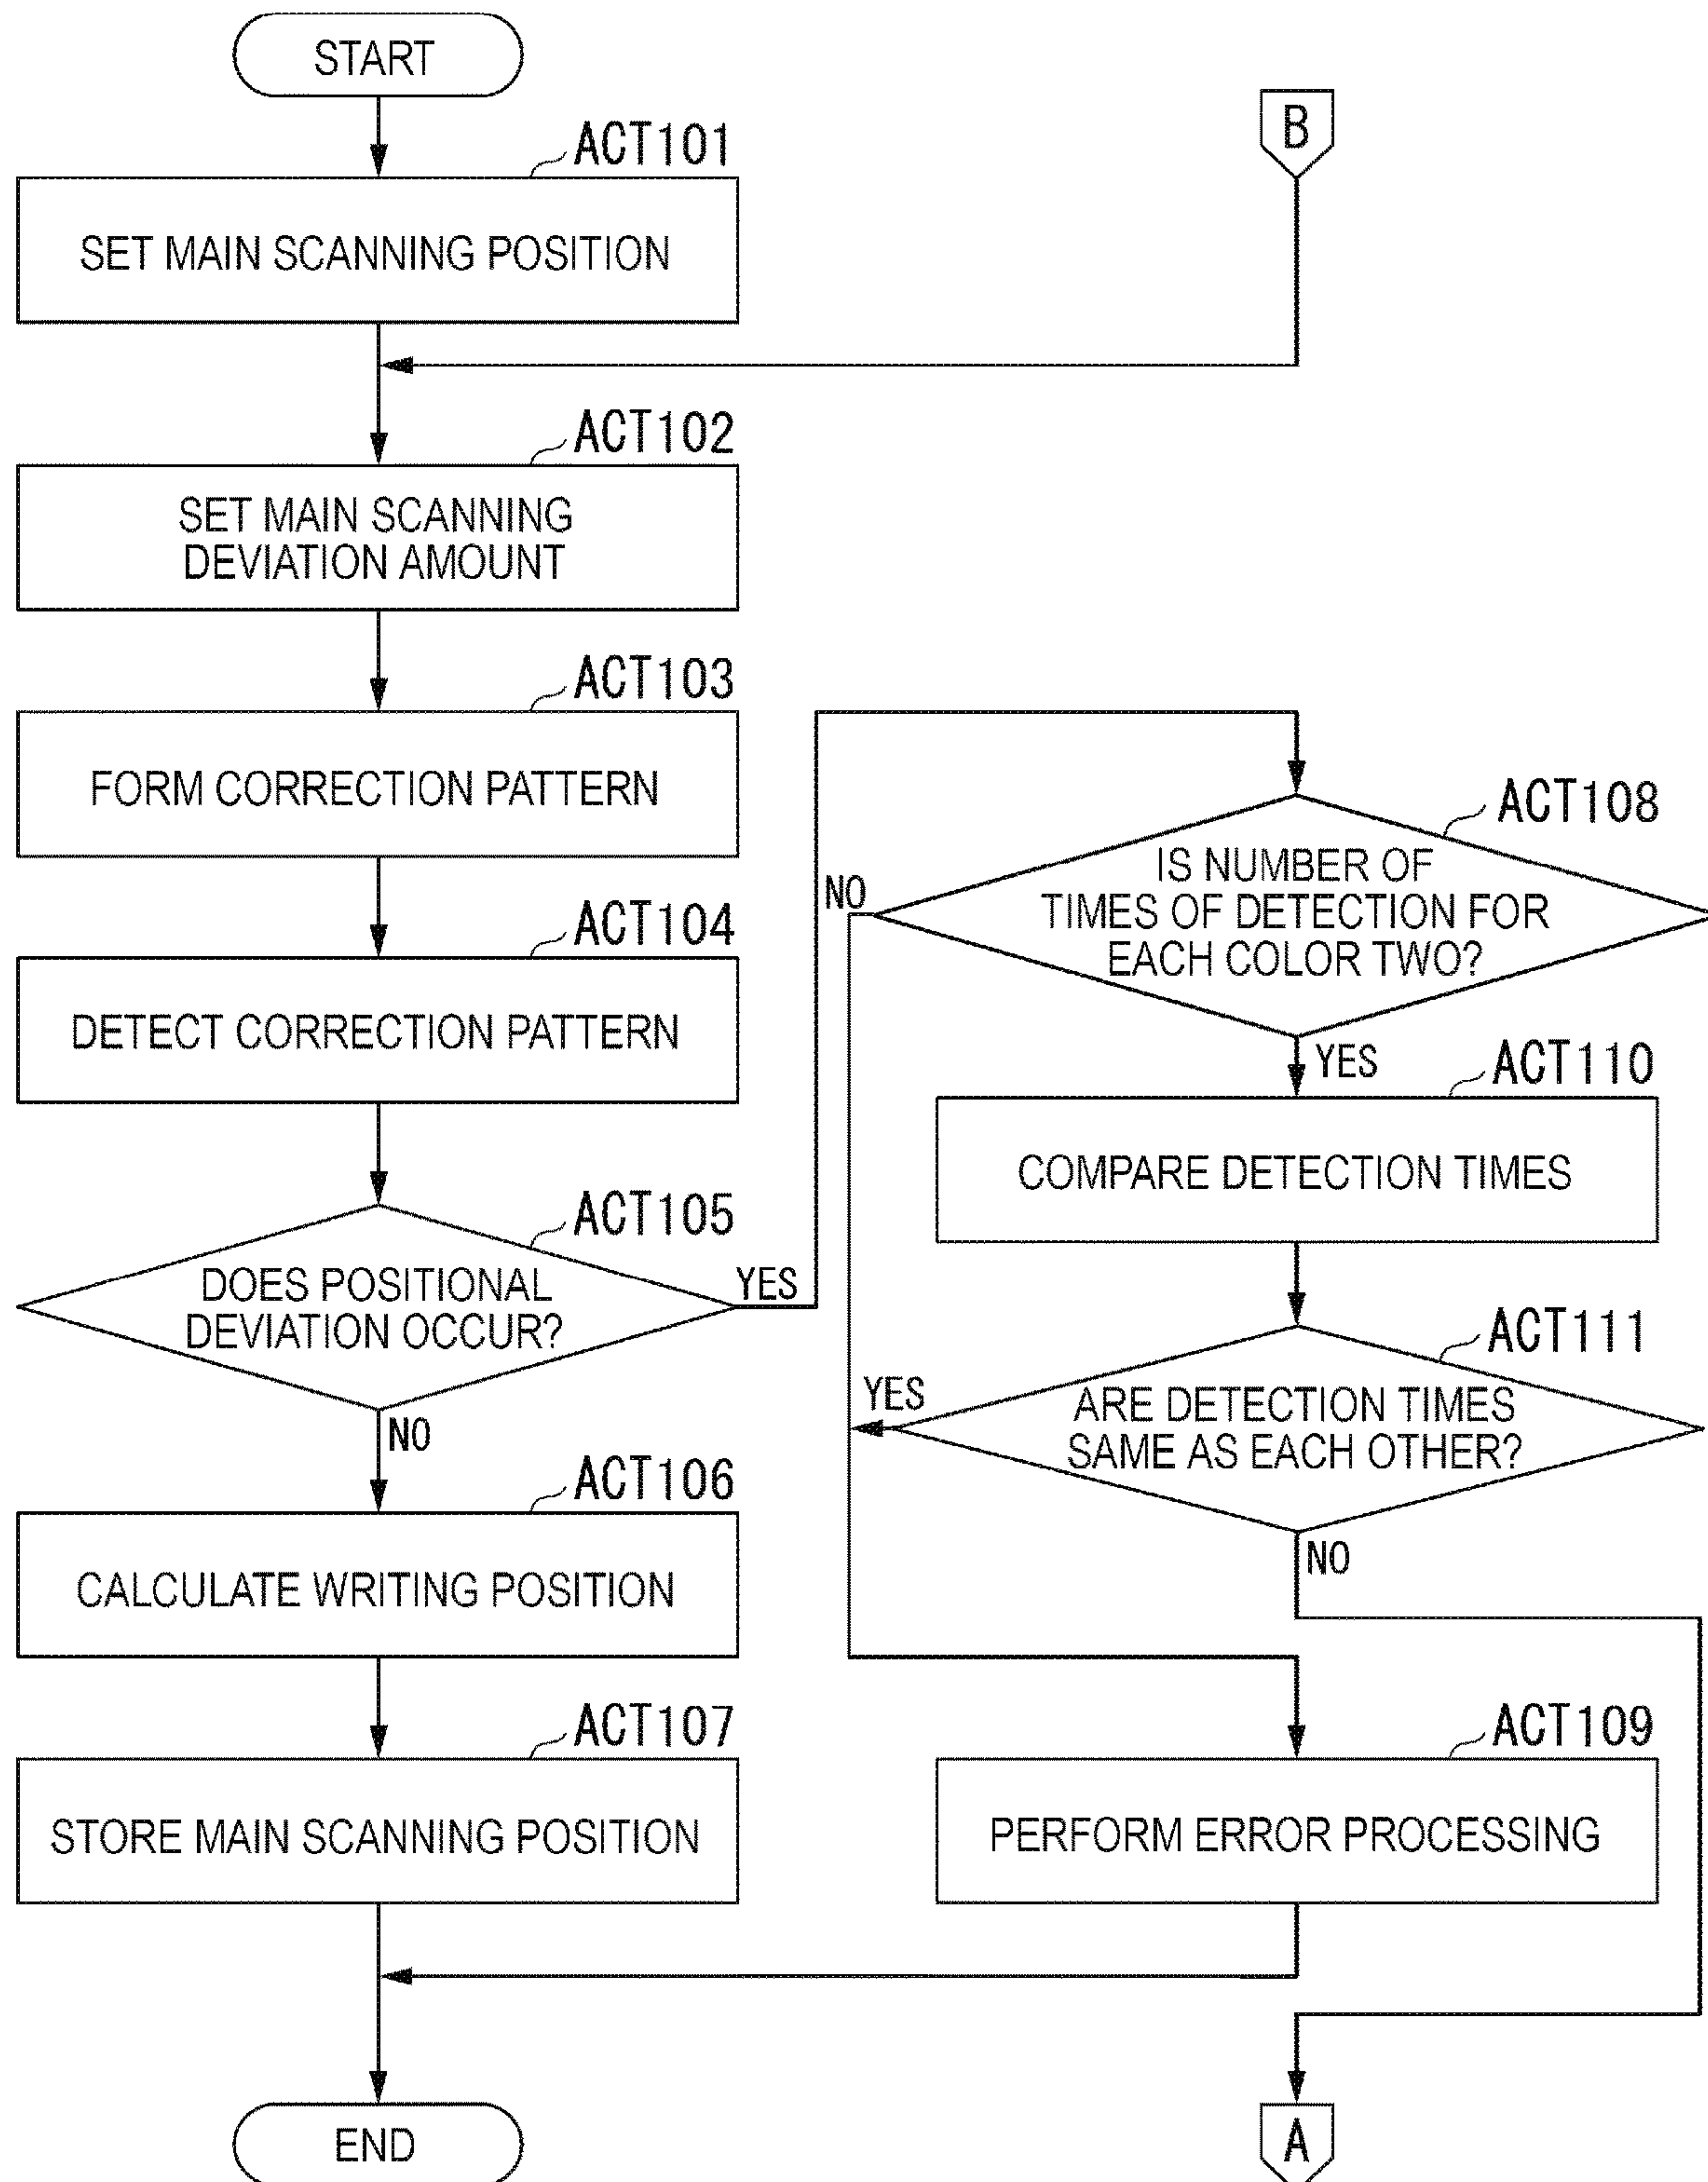 START
ACT101
SET MAIN SCANNING POSITION
B
ACT102
SET MAIN SCANNING
DEVIATION AMOUNT
ACT103
FORM CORRECTION PATTERN
ACT104
DETECT CORRECTION PATTERN
ACT105
DOES POSITIONAL
DEVIATION OCCUR?
YES
NO
ACT106
CALCULATE WRITING POSITION
ACT107
STORE MAIN SCANNING POSITION
END
ACT108
IS NUMBER OF
TIMES OF DETECTION FOR
EACH COLOR TWO?
NO
YES
ACT110
COMPARE DETECTION TIMES
ACT111
ARE DETECTION TIMES
SAME AS EACH OTHER?
YES
NO
ACT109
PERFORM ERROR PROCESSING
A